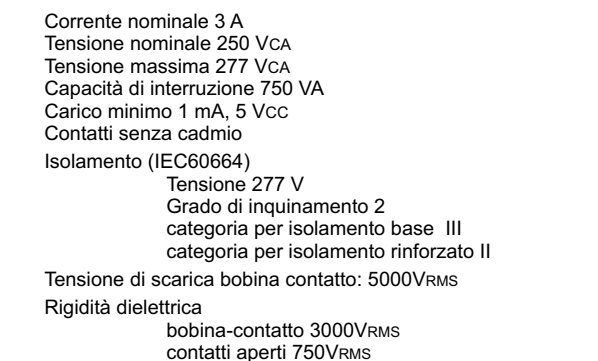 Corrente nominale 3 A
Tensione nominale 250 VCA
Tensione massima 277 VCA
Capacità di interruzione 750 VA
Carico minimo 1 mA, 5 VCC
Contatti senza cadmio
Isolamento (IEC60664)
Tensione 277 V
Grado di inquinamento 2
categoria per isolamento base III
categoria per isolamento rinforzato II
Tensione di scarica bobina contatto: 5000VRMS
Rigidità dielettrica
bobina-contatto 3000VRMS
contatti aperti 750VRMS